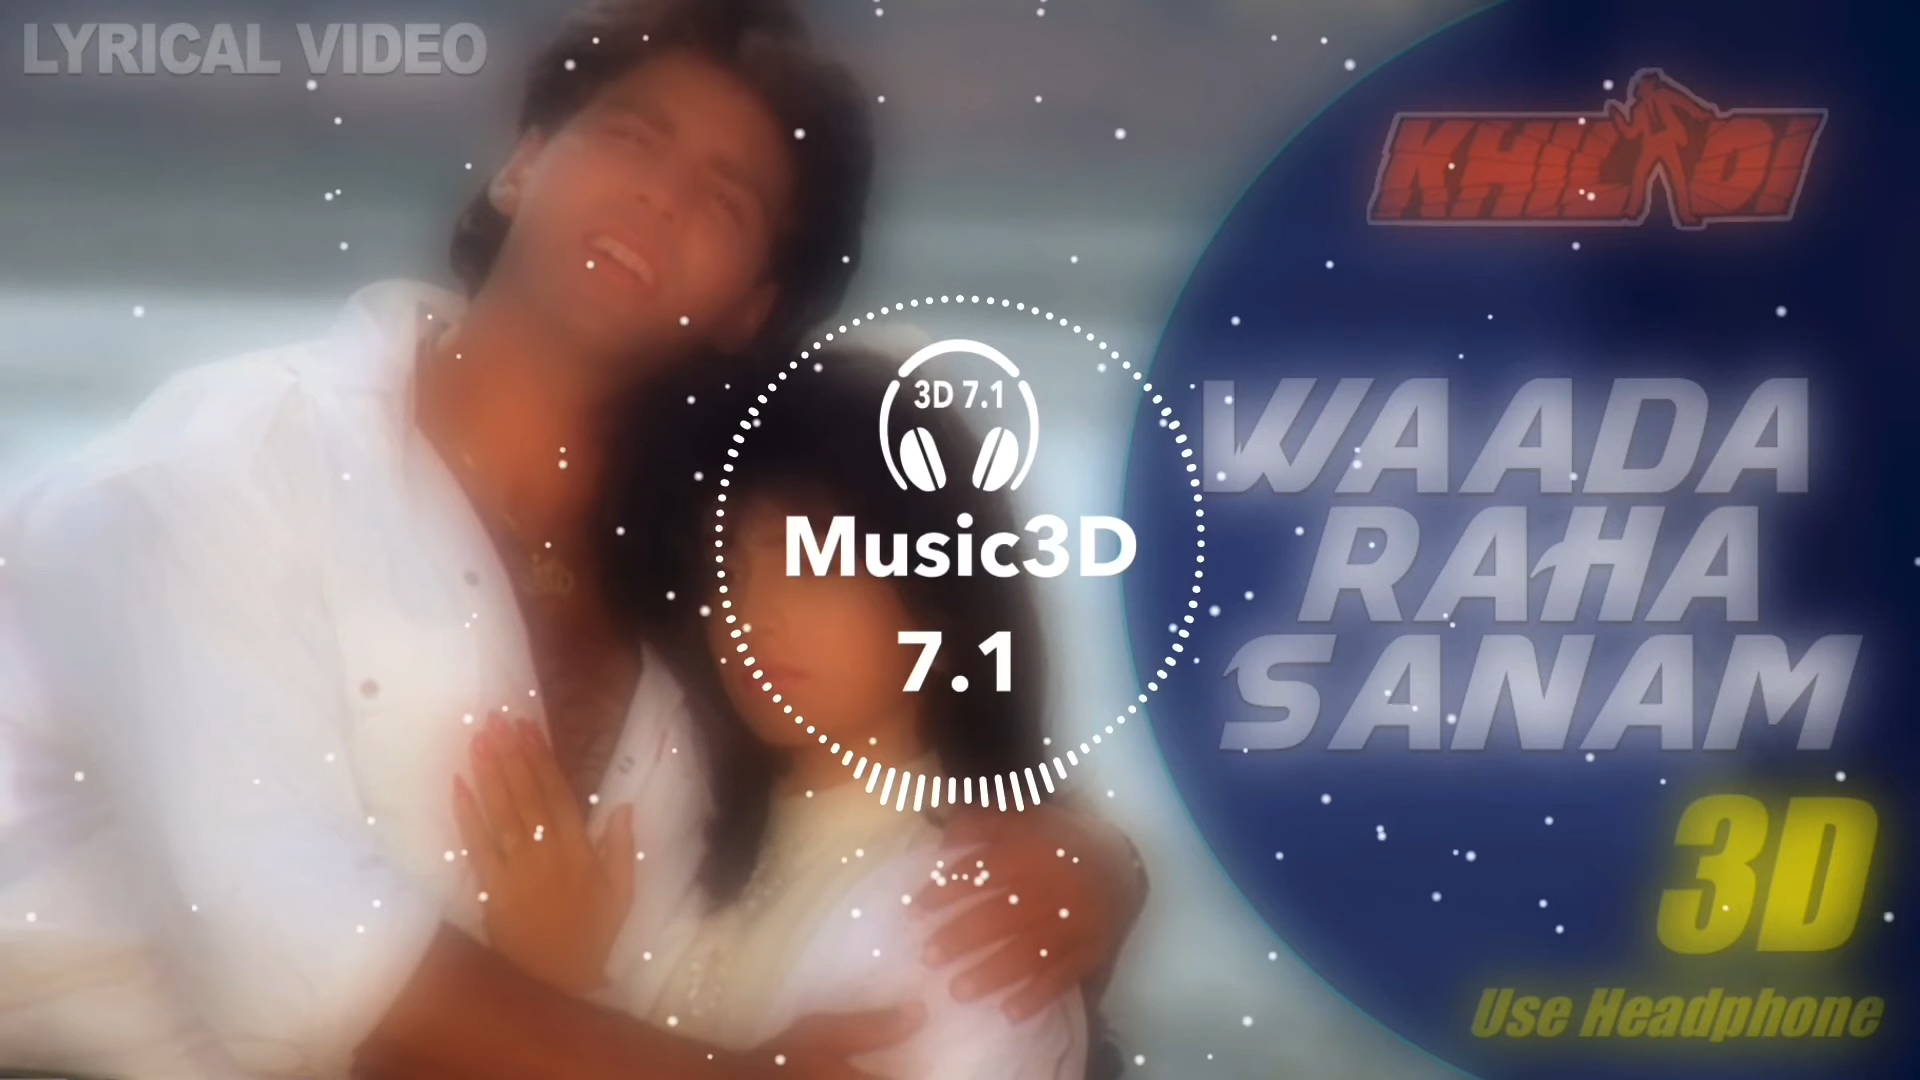 LYRICAL VIDEO
KHILADI
3D 7.1
Music3D
7.1
WAADA
RAHA
SANAM
3D
Use Headphone